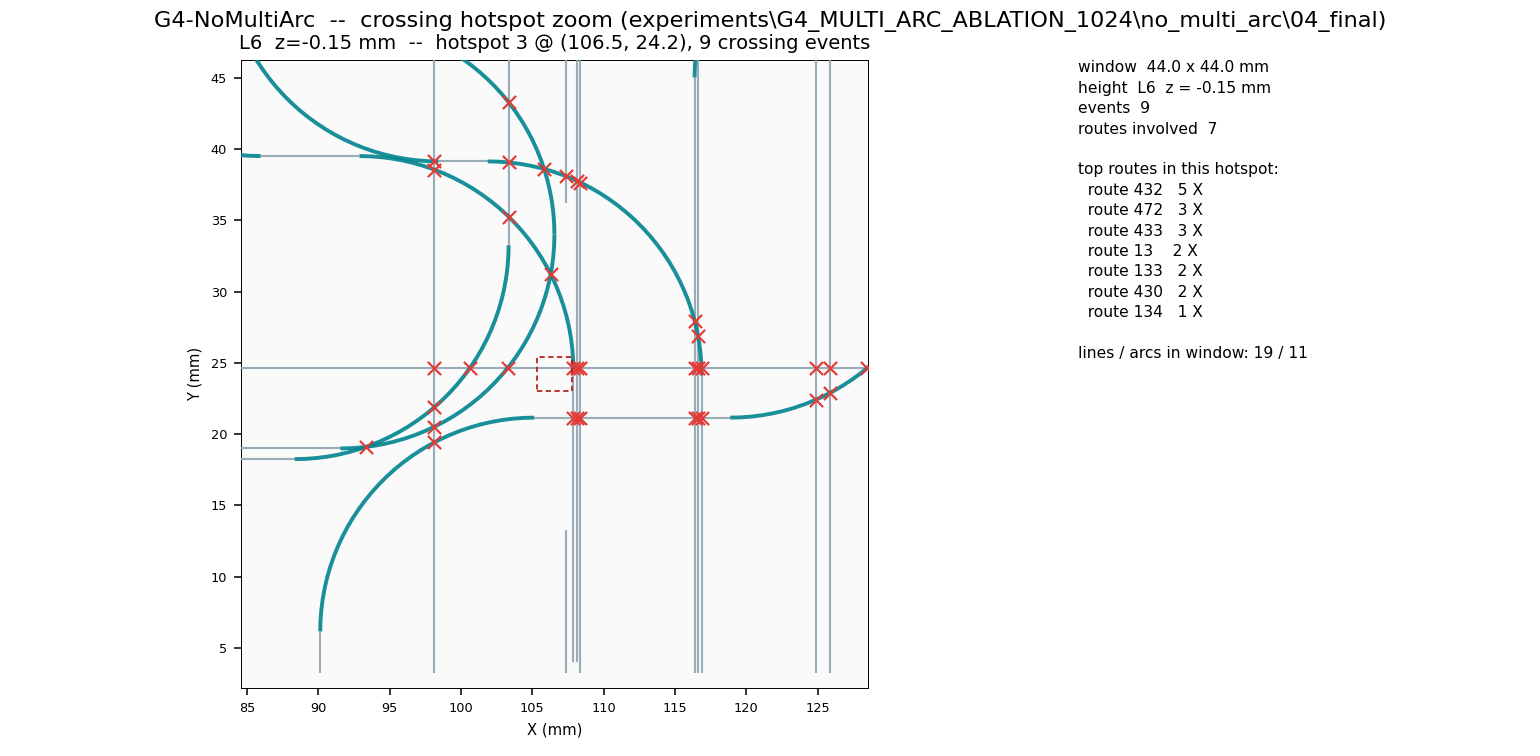 G4-NoMultiArc  --  crossing hotspot zoom (experiments\G4_MULTI_ARC_ABLATION_1024\no_multi_arc\04_final)
L6  z=-0.15 mm  --  hotspot 3 @ (106.5, 24.2), 9 crossing events
window  44.0 x 44.0 mm
height  L6  z = -0.15 mm
events  9
routes involved  7
top routes in this hotspot:
route 432   5 X
route 472   3 X
route 433   3 X
route 13    2 X
route 133   2 X
route 430   2 X
route 134   1 X
lines / arcs in window: 19 / 11
Y (mm)
45
40
35
30
25
20
15
10
5
85 90 95 100 105 110 115 120 125
X (mm)